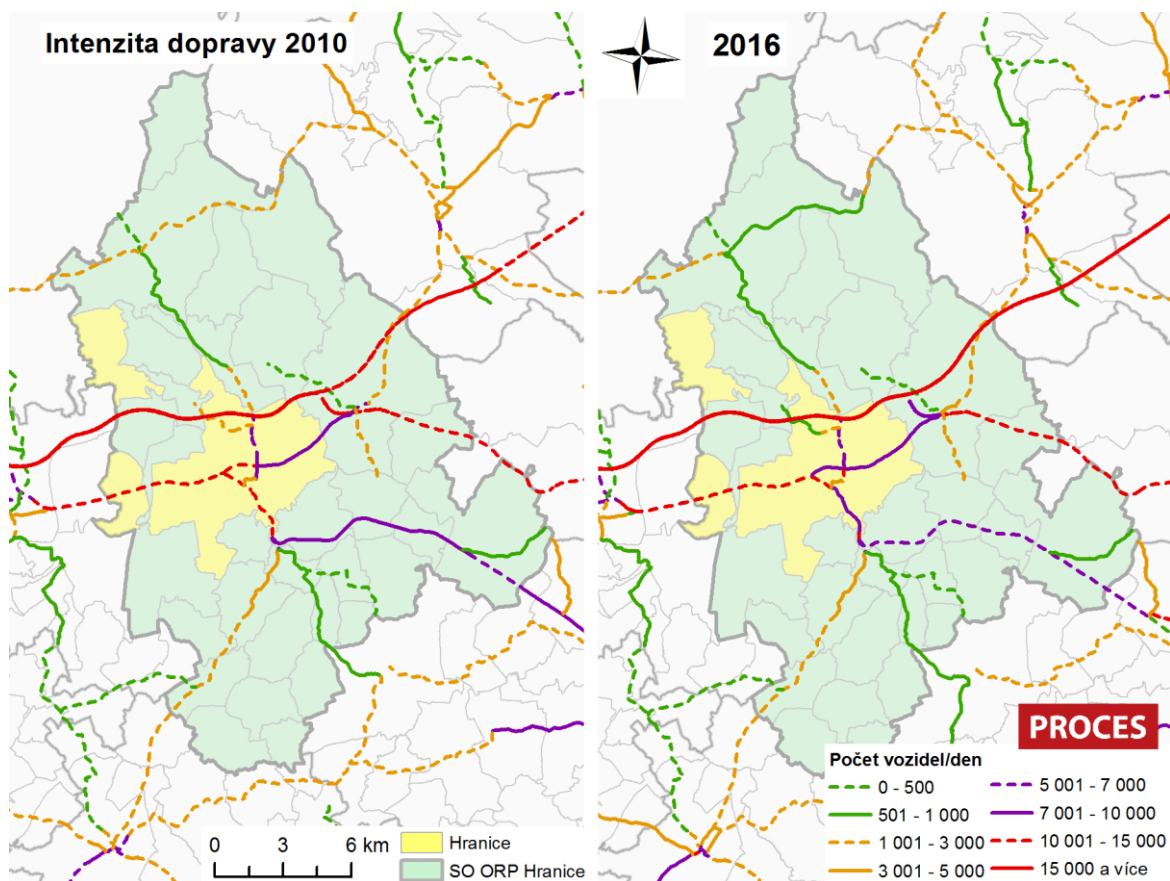 Intenzita dopravy 2010
2016
PROCES
Počet vozidel/den
0 - 500
501 - 1 000
1 001 - 3 000
3 001 - 5 000
5 001 - 7 000
7 001 - 10 000
10 001 - 15 000
15 000 a více
0 3 6 km
Hranice
SO ORP Hranice